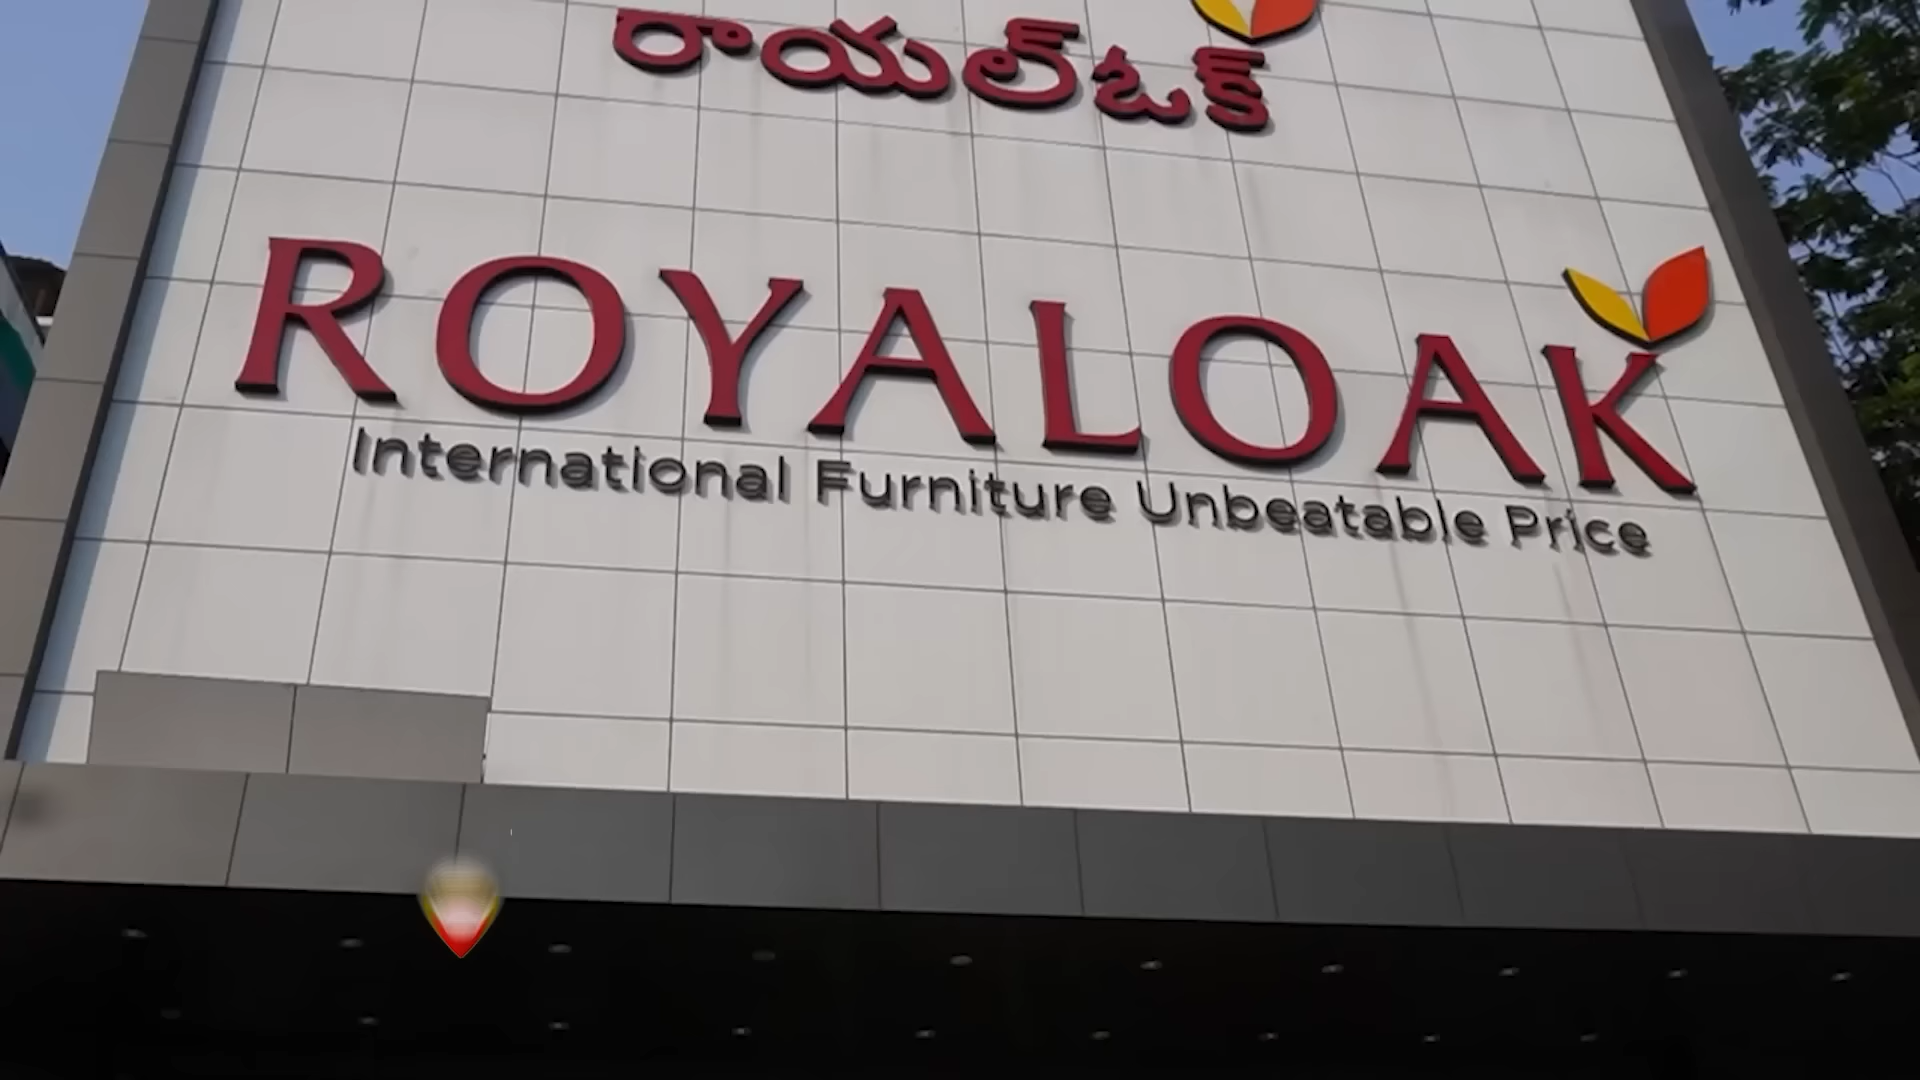 రాయల్ఓక్
ROYALOAK
International Furniture Unbeatable Price